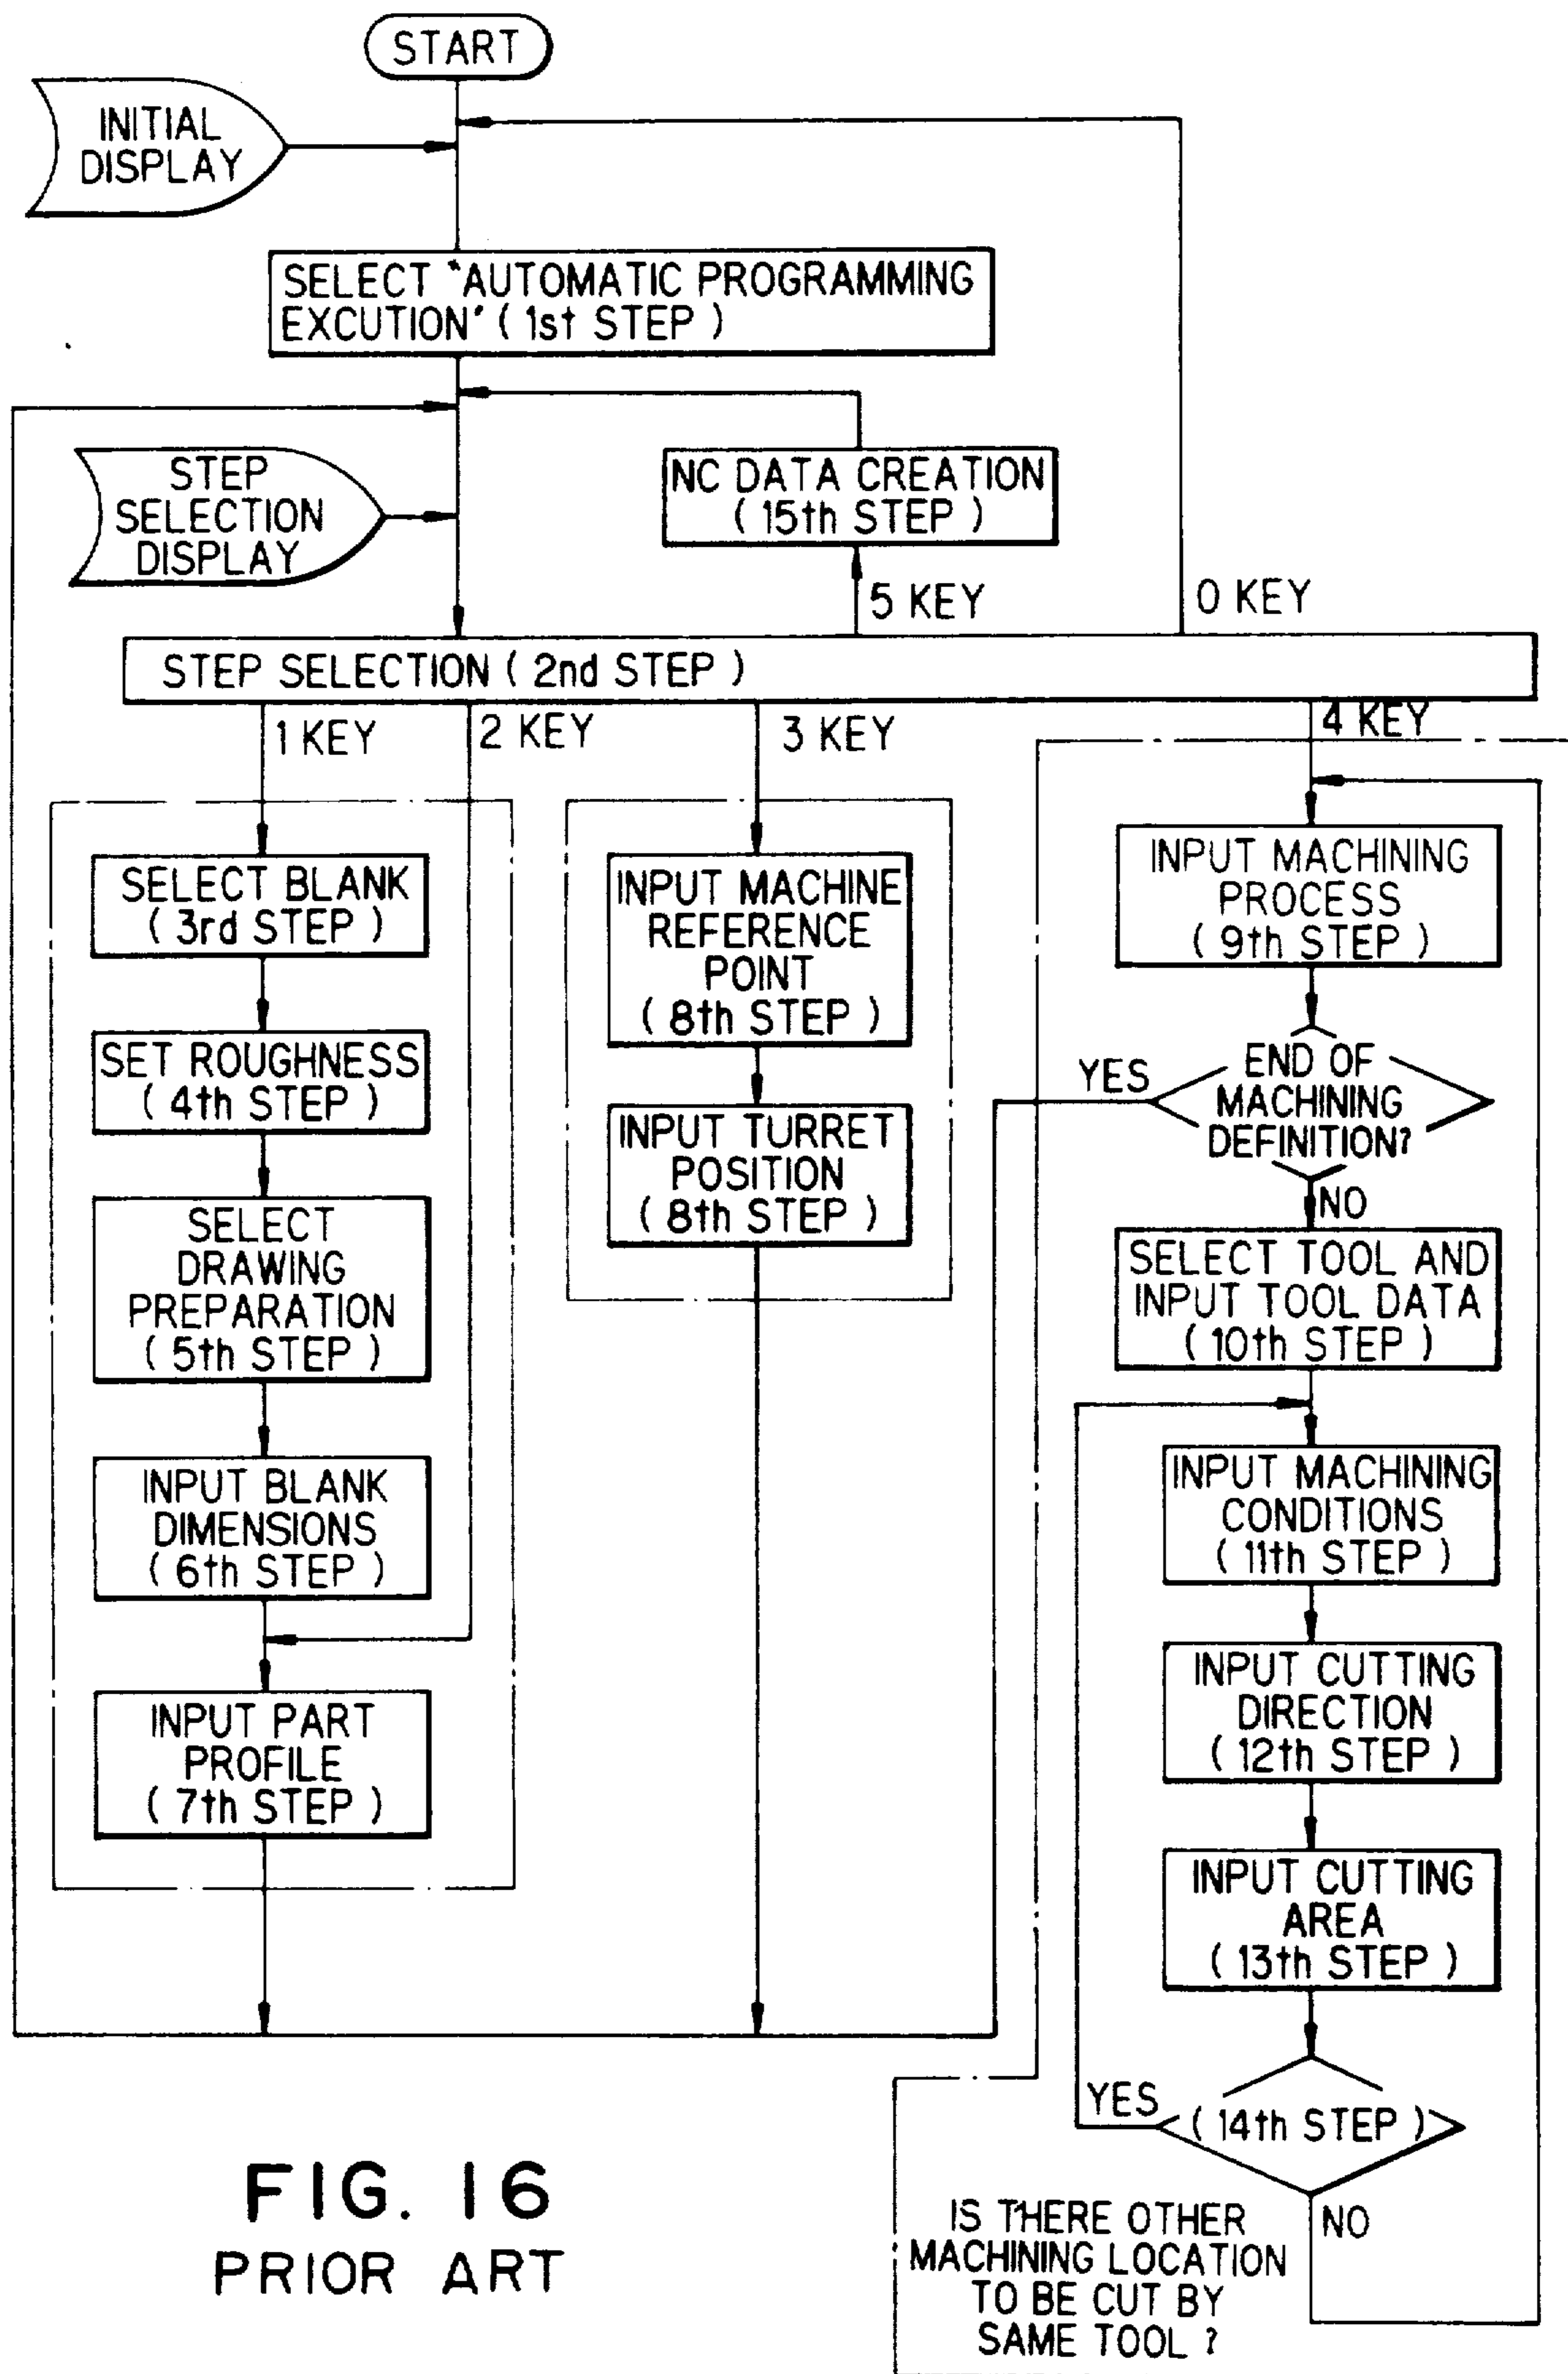 START
INITIAL
DISPLAY
SELECT "AUTOMATIC PROGRAMMING
EXCUTION" ( 1st STEP )
STEP
SELECTION
DISPLAY
NC DATA CREATION
( 15th STEP )
5 KEY
0 KEY
STEP SELECTION ( 2nd STEP )
1 KEY
2 KEY
3 KEY
4 KEY
SELECT BLANK
( 3rd STEP )
SET ROUGHNESS
( 4th STEP )
SELECT
DRAWING
PREPARATION
( 5th STEP )
INPUT BLANK
DIMENSIONS
( 6th STEP )
INPUT PART
PROFILE
( 7th STEP )
INPUT MACHINE
REFERENCE
POINT
( 8th STEP )
INPUT TURRET
POSITION
( 8th STEP )
INPUT MACHINING
PROCESS
( 9th STEP )
YES
END OF
MACHINING
DEFINITION?
NO
SELECT TOOL AND
INPUT TOOL DATA
( 10th STEP )
INPUT MACHINING
CONDITIONS
( 11th STEP )
INPUT CUTTING
DIRECTION
( 12th STEP )
INPUT CUTTING
AREA
( 13th STEP )
YES
( 14th STEP )
NO
IS THERE OTHER
MACHINING LOCATION
TO BE CUT BY
SAME TOOL ?
FIG. 16
PRIOR ART